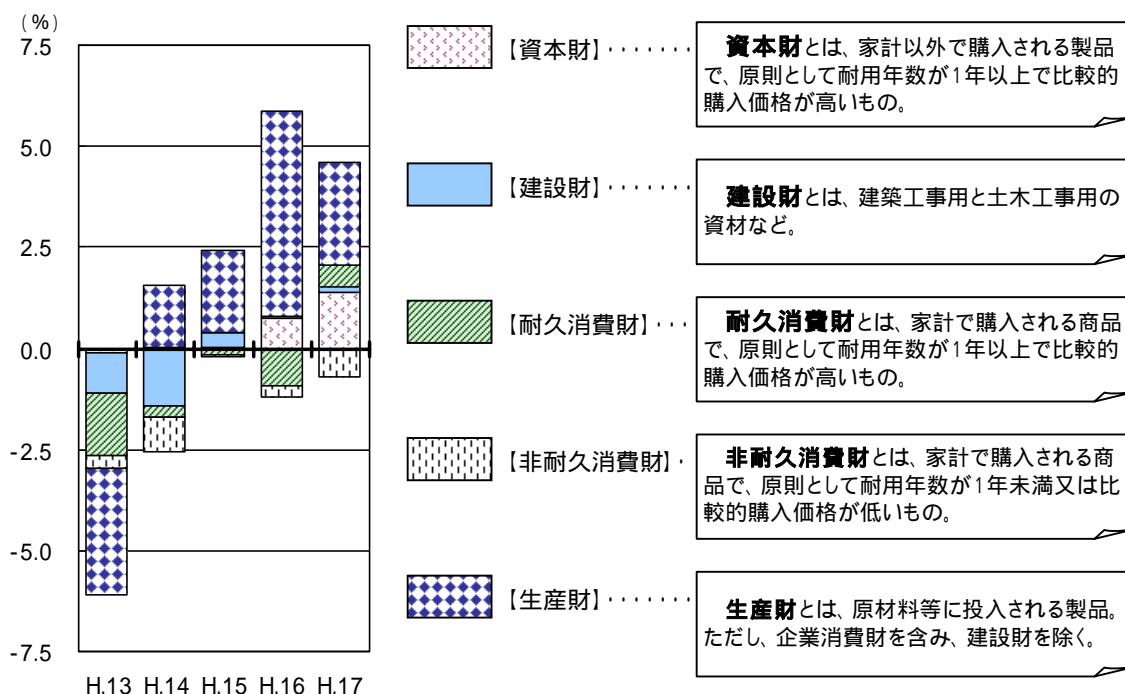 (%)
7.5
5.0
2.5
0.0
-2.5
-5.0
-7.5
H.13 H.14 H.15 H.16 H.17
【資本財】・・・・・・
資本財とは、家計以外で購入される製品
で、原則として耐用年数が1年以上で比較的
購入価格が高いもの。
【建設財】・・・・・・
建設財とは、建築工事用と土木工事用の
資材など。
【耐久消費財】・・・
耐久消費財とは、家計で購入される商品
で、原則として耐用年数が1年以上で比較的
購入価格が高いもの。
【非耐久消費財】・
非耐久消費財とは、家計で購入される商
品で、原則として耐用年数が1年未満又は比
較的購入価格が低いもの。
【生産財】・・・・・・
生産財とは、原材料等に投入される製品。
ただし、企業消費財を含み、建設財を除く。